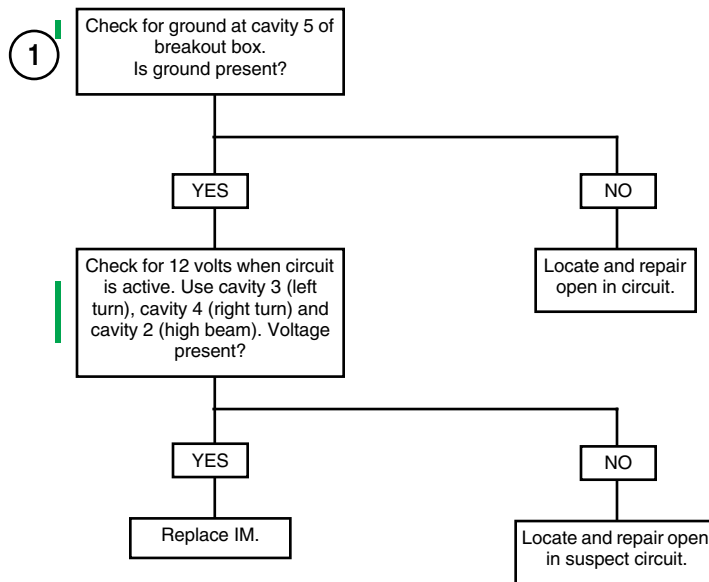 1
Check for ground at cavity 5 of
breakout box.
Is ground present?
YES
NO
Check for 12 volts when circuit
is active. Use cavity 3 (left
turn), cavity 4 (right turn) and
cavity 2 (high beam). Voltage
present?
Locate and repair
open in circuit.
YES
NO
Replace IM.
Locate and repair open
in suspect circuit.